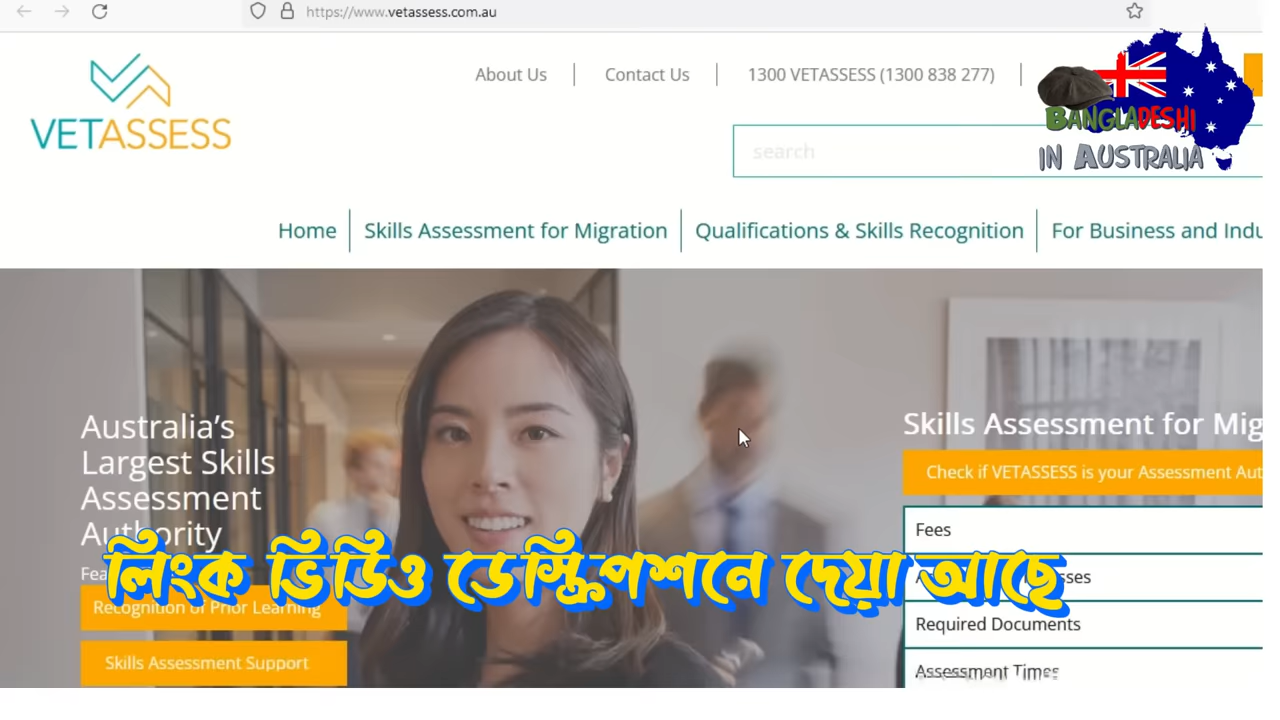 https://www.vetassess.com.au
VETASSESS
About Us
Contact Us
1300 VETASSESS (1300 838 277)
BANGLADESHI
IN AUSTRALIA
search
Home
Skills Assessment for Migration
Qualifications & Skills Recognition
For Business and Indu
Australia's
Largest Skills
Assessment
Authority
Skills Assessment for Mig
Check if VETASSESS is your Assessment Aut
Fees
Required Documents
Assessment Times
লিংক ভিডিও ডেস্ক্রিপশনে দেয়া আছে
Recognition of Prior Learning
Skills Assessment Support